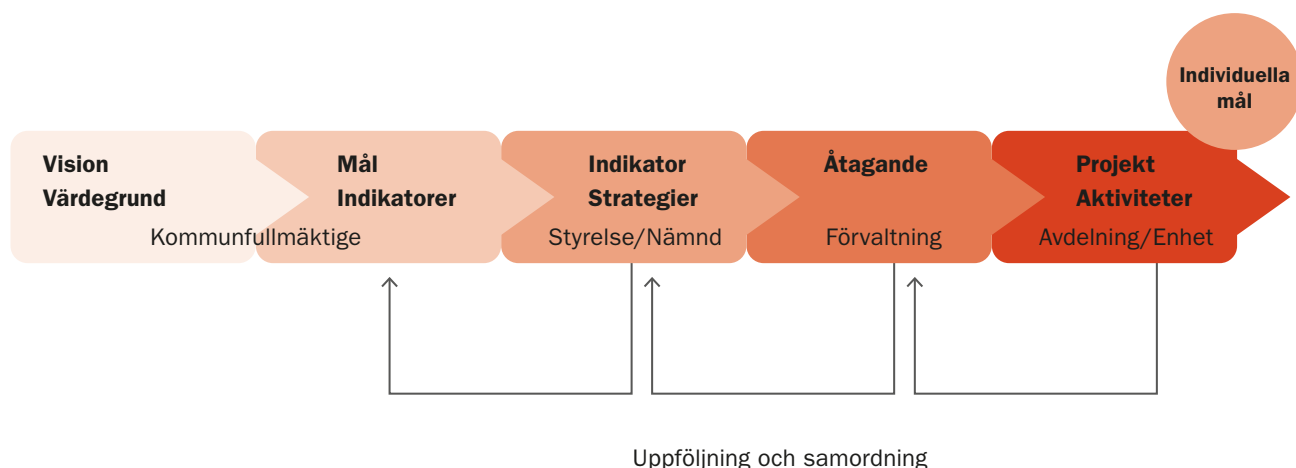 Individuella
mål
Vision
Värdegrund
Mål
Indikatorer
Kommunfullmäktige
Indikator
Strategier
Styrelse/Nämnd
Åtagande
Förvaltning
Projekt
Aktiviteter
Avdelning/Enhet
Uppföljning och samordning